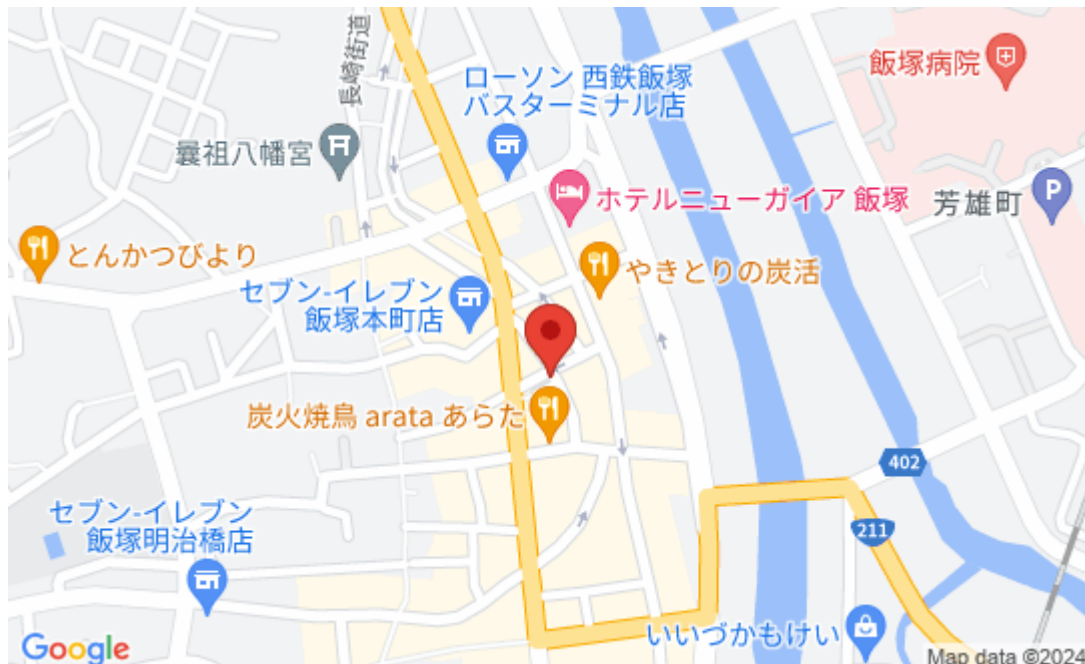 長崎街道
ローソン 西鉄飯塚
バスターミナル店
飯塚病院
曩祖八幡宮
ホテルニューガイア 飯塚
芳雄町
P
とんかつびより
やきとりの炭活
セブン-イレブン
飯塚本町店
炭火焼鳥 arata あらた
402
セブン-イレブン
飯塚明治橋店
211
いいづかもけい
Google
Map data ©2024